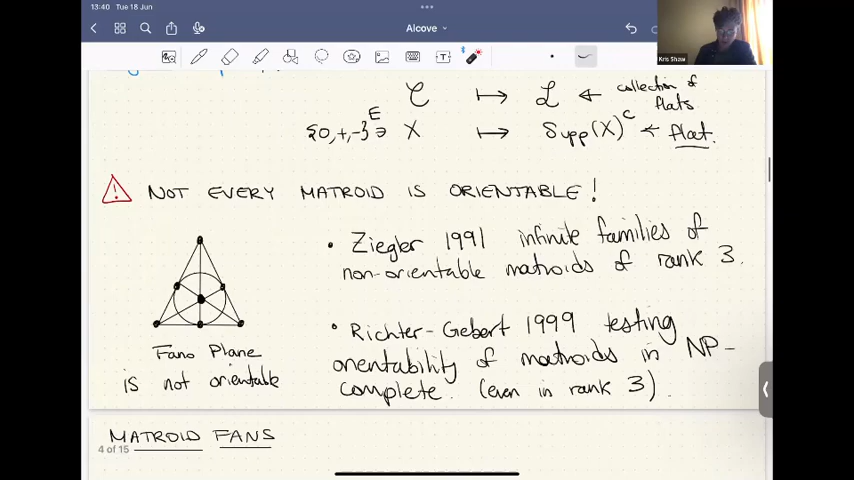 13:40 Tue 18 Jun
Alcove
Kris Shaw
C ↦ L ← collection of flats
{0,+,-}^E ∋ X ↦ Supp(X)^C ← flat.
! NOT EVERY MATROID IS ORIENTABLE!
• Ziegler 1991 infinite families of
non-orientable matroids of rank 3.
• Richter-Gebert 1999 testing
orientability of matroids in NP-
complete. (even in rank 3).
Fano Plane
is not orientable
MATROID FANS
4 of 15